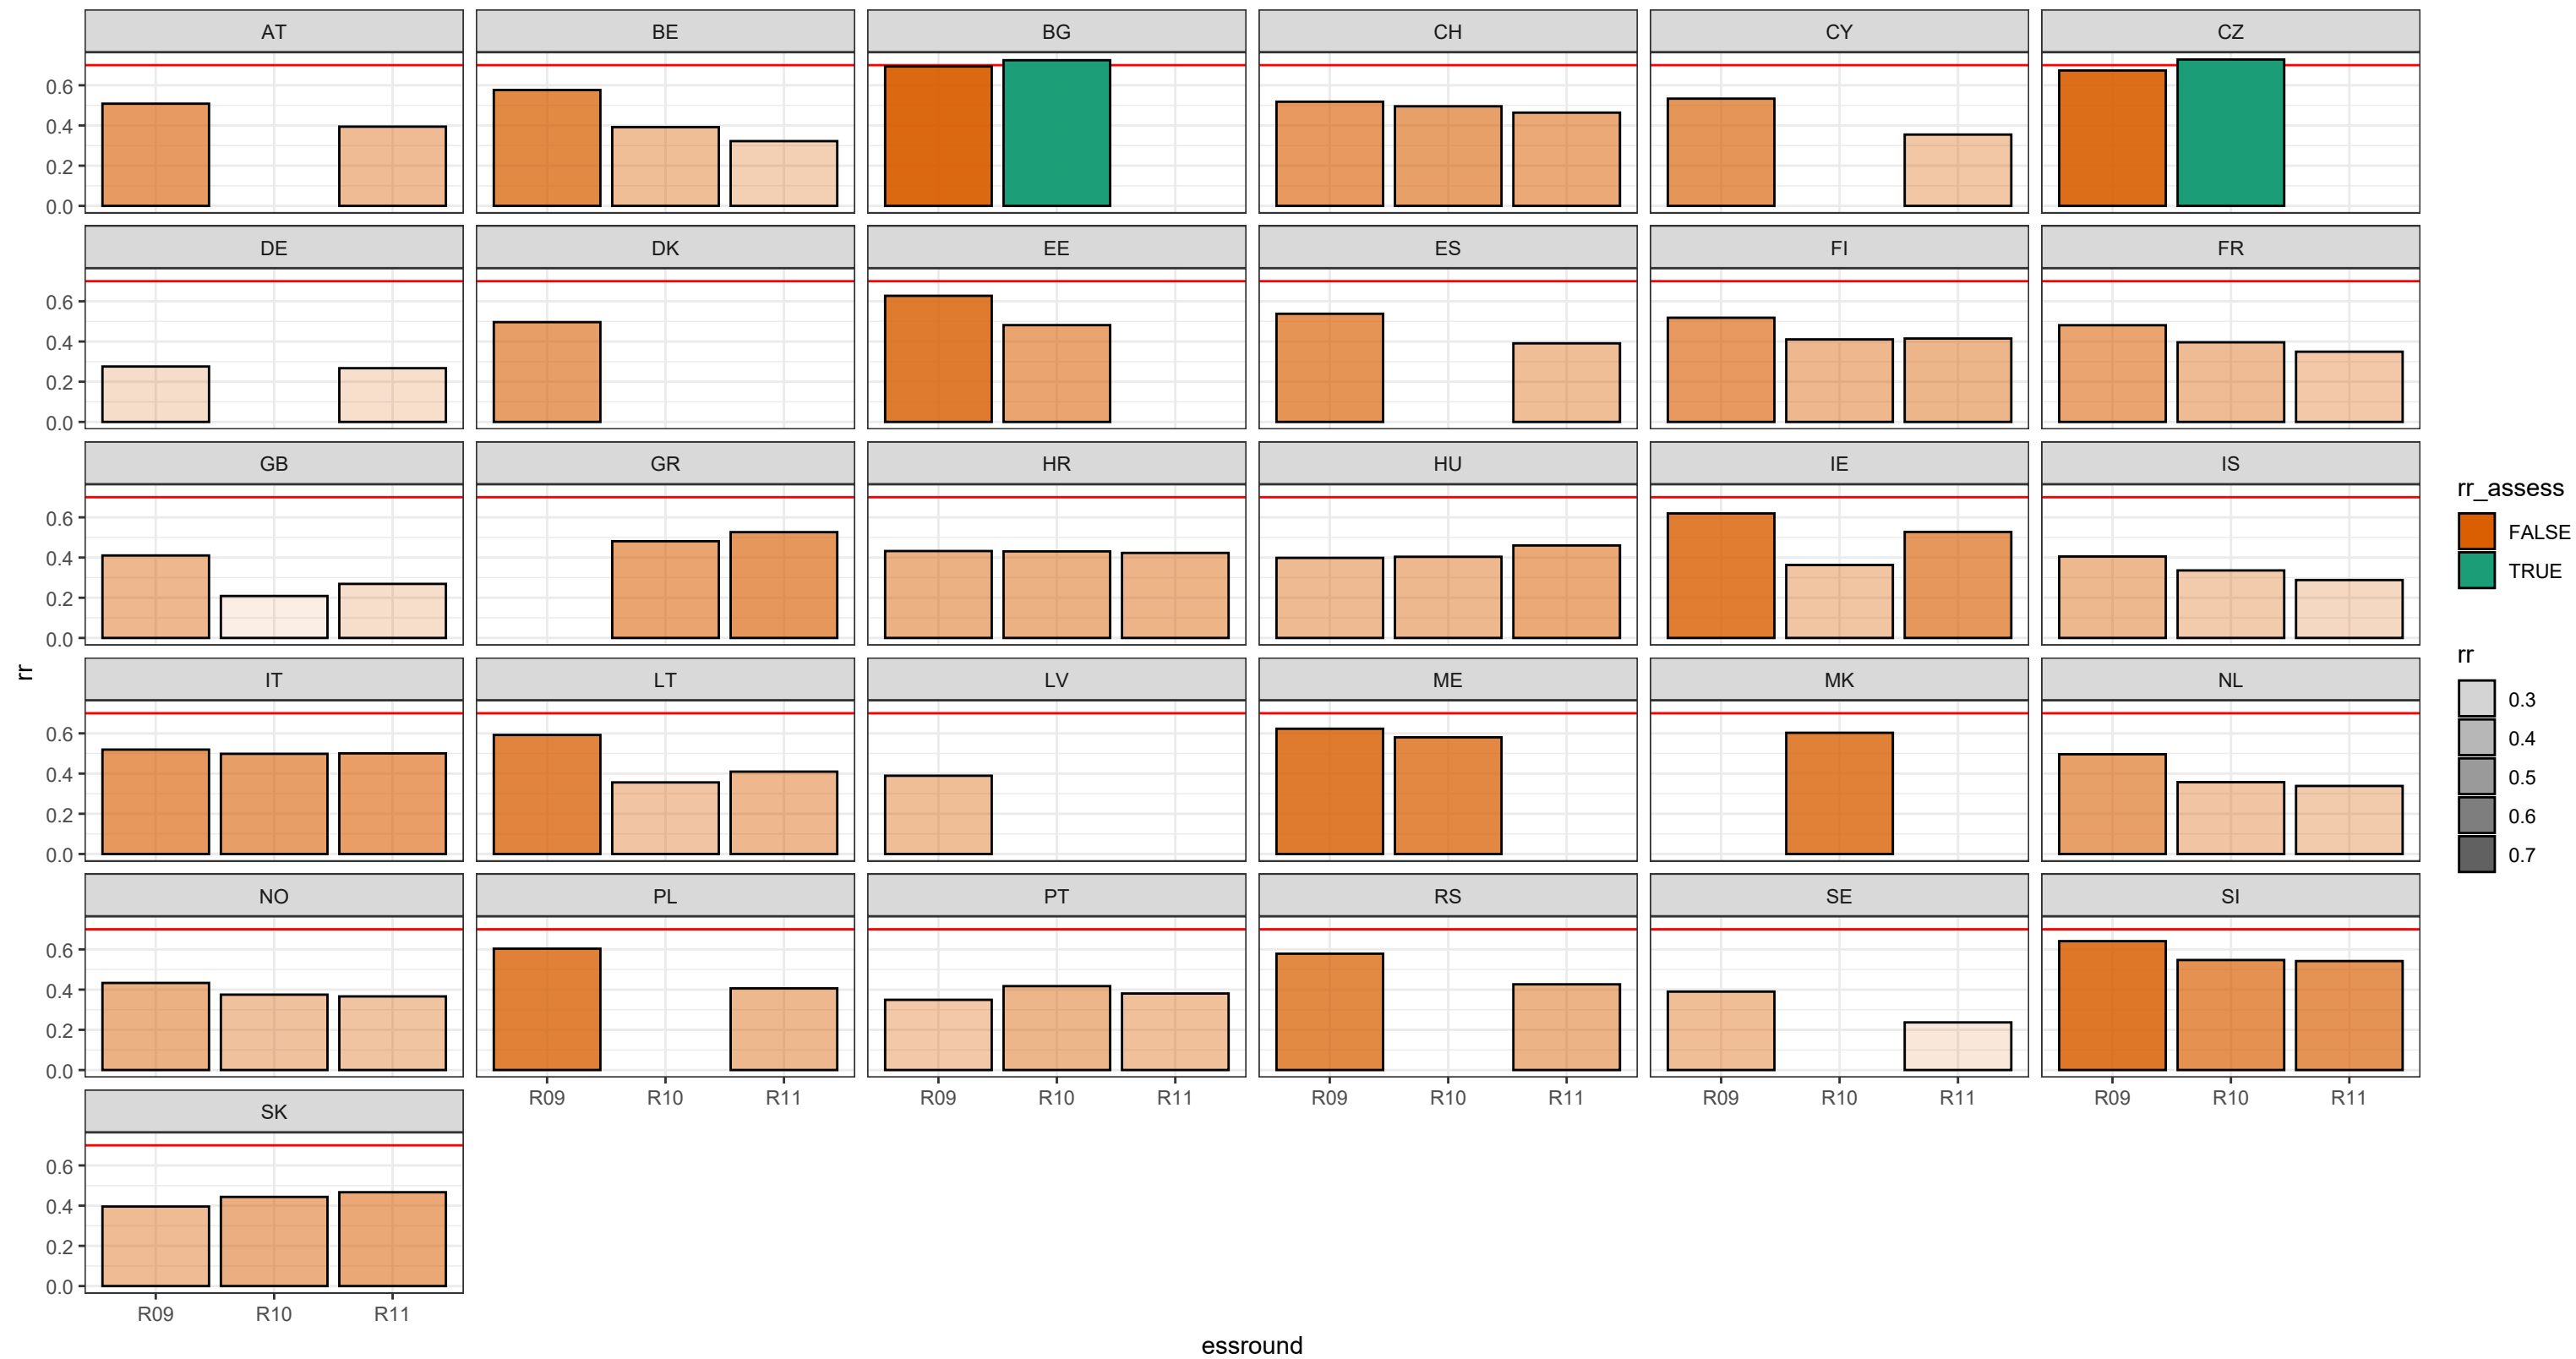 AT BE BG CH CY CZ
0.6
0.4
0.2
0.0
DE DK EE ES FI FR
0.6
0.4
0.2
0.0
GB GR HR HU IE IS
0.6
0.4
0.2
0.0
IT LT LV ME MK NL
0.6
0.4
0.2
0.0
NO PL PT RS SE SI
0.6
0.4
0.2
0.0
R09 R10 R11 R09 R10 R11 R09 R10 R11 R09 R10 R11 R09 R10 R11
SK
0.6
0.4
0.2
0.0
R09 R10 R11
essround
rr
rr_assess
FALSE
TRUE
rr
0.3
0.4
0.5
0.6
0.7